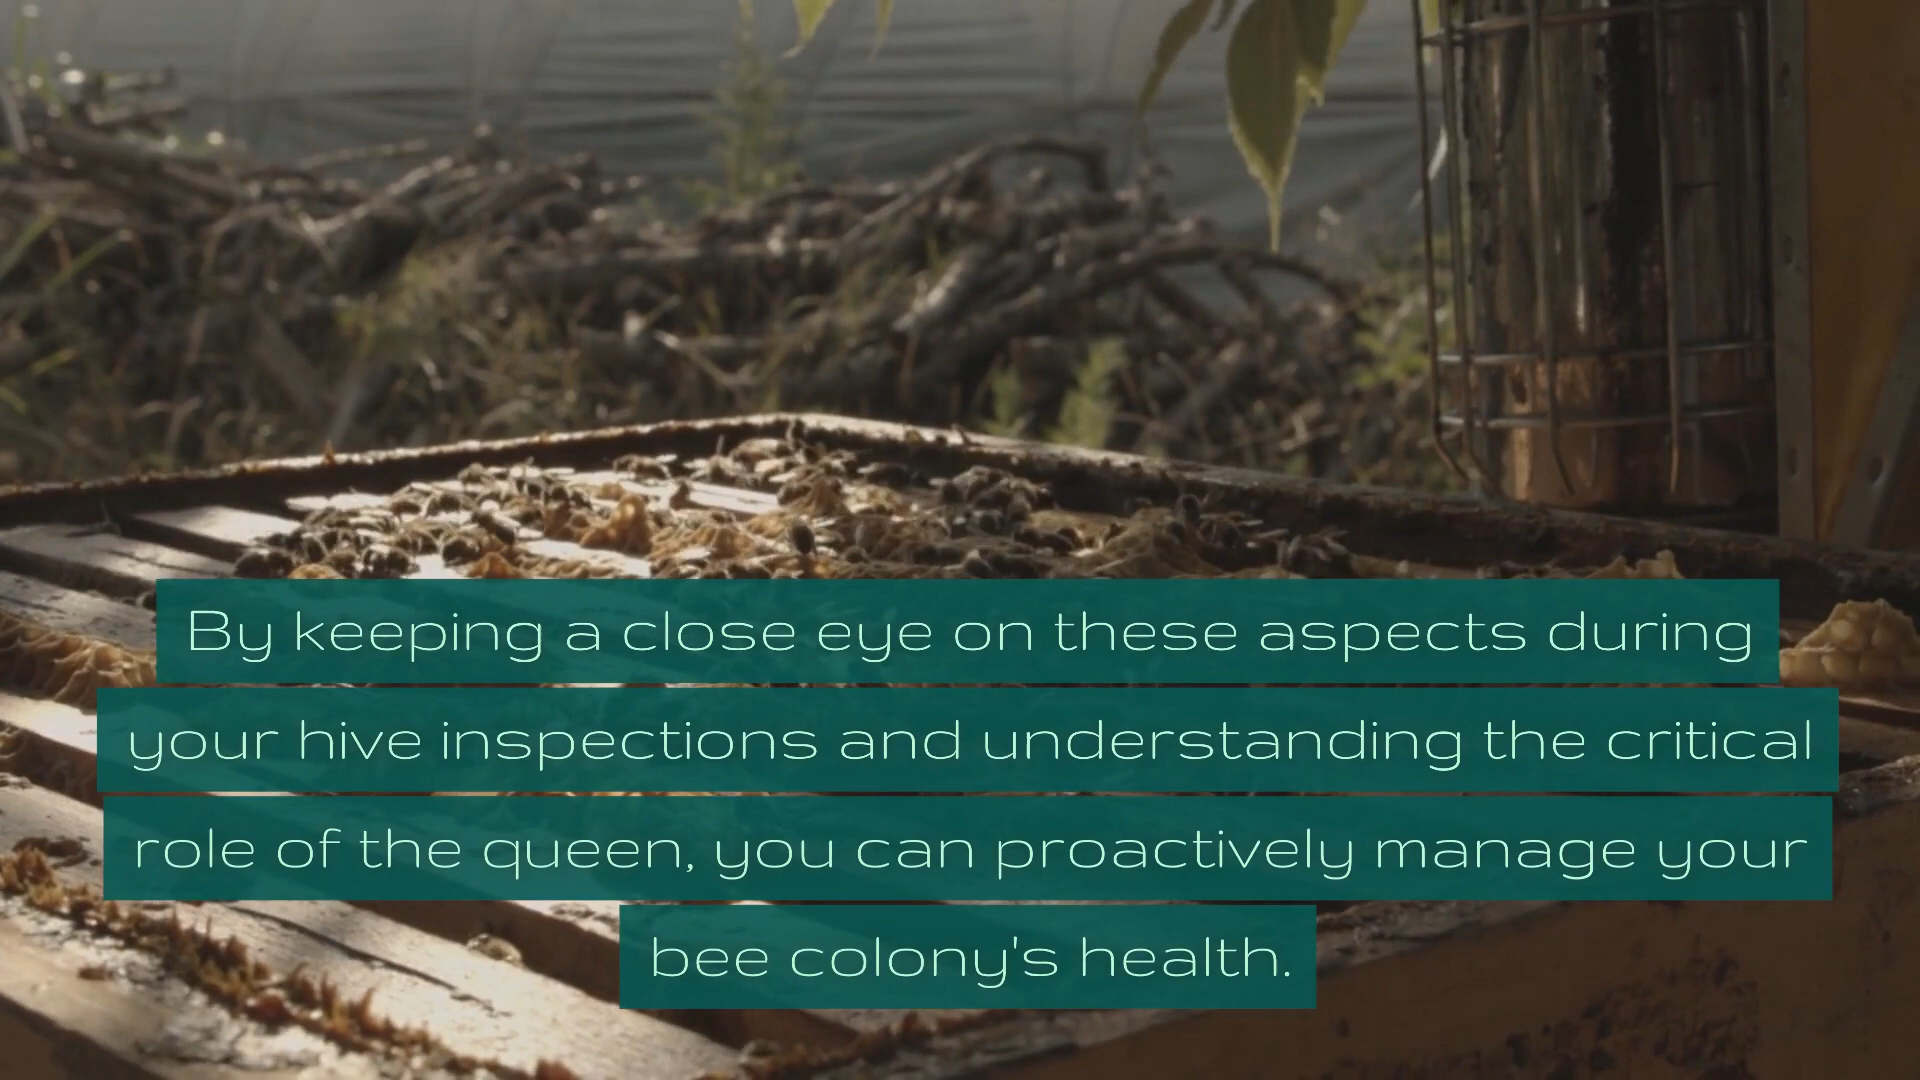 By keeping a close eye on these aspects during
your hive inspections and understanding the critical
role of the queen, you can proactively manage your
bee colony's health.